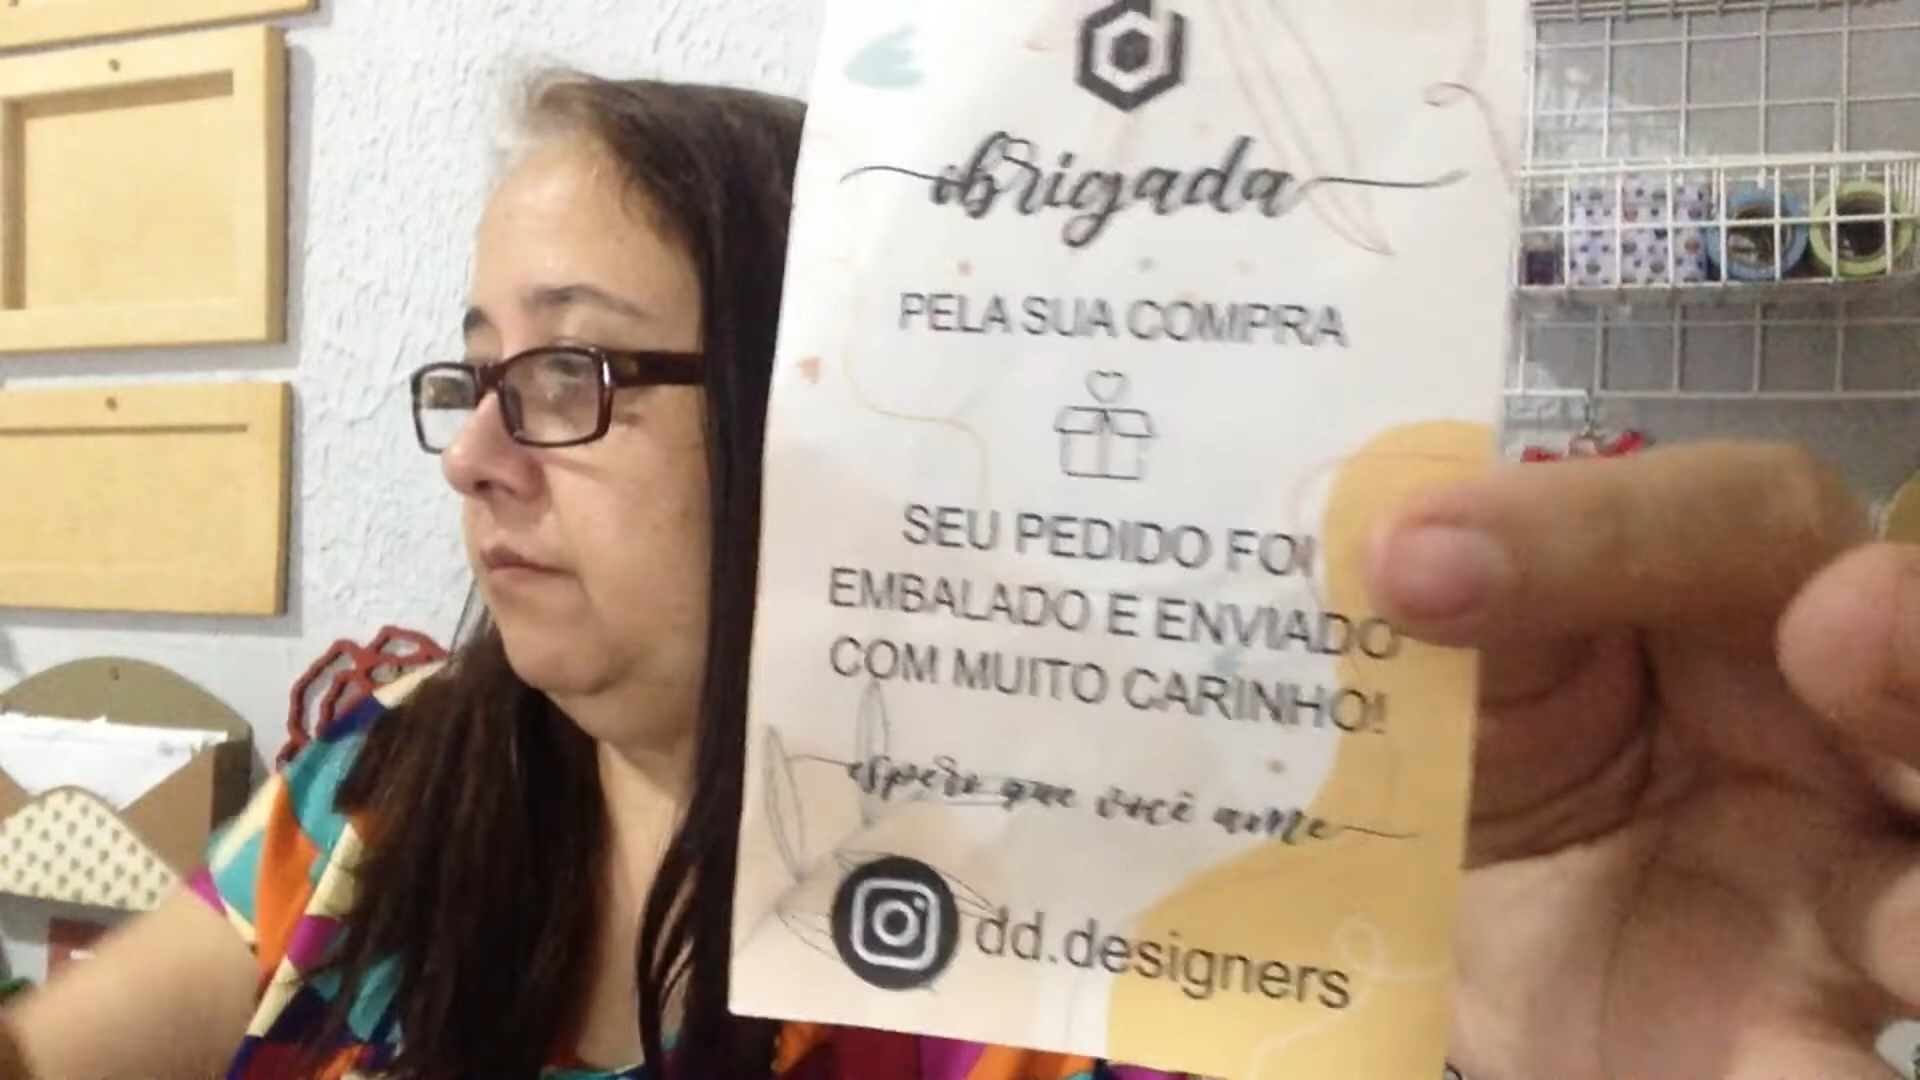 obrigada
PELA SUA COMPRA
SEU PEDIDO FOI
EMBALADO E ENVIADO
COM MUITO CARINHO!
espero que você ame
dd.designers